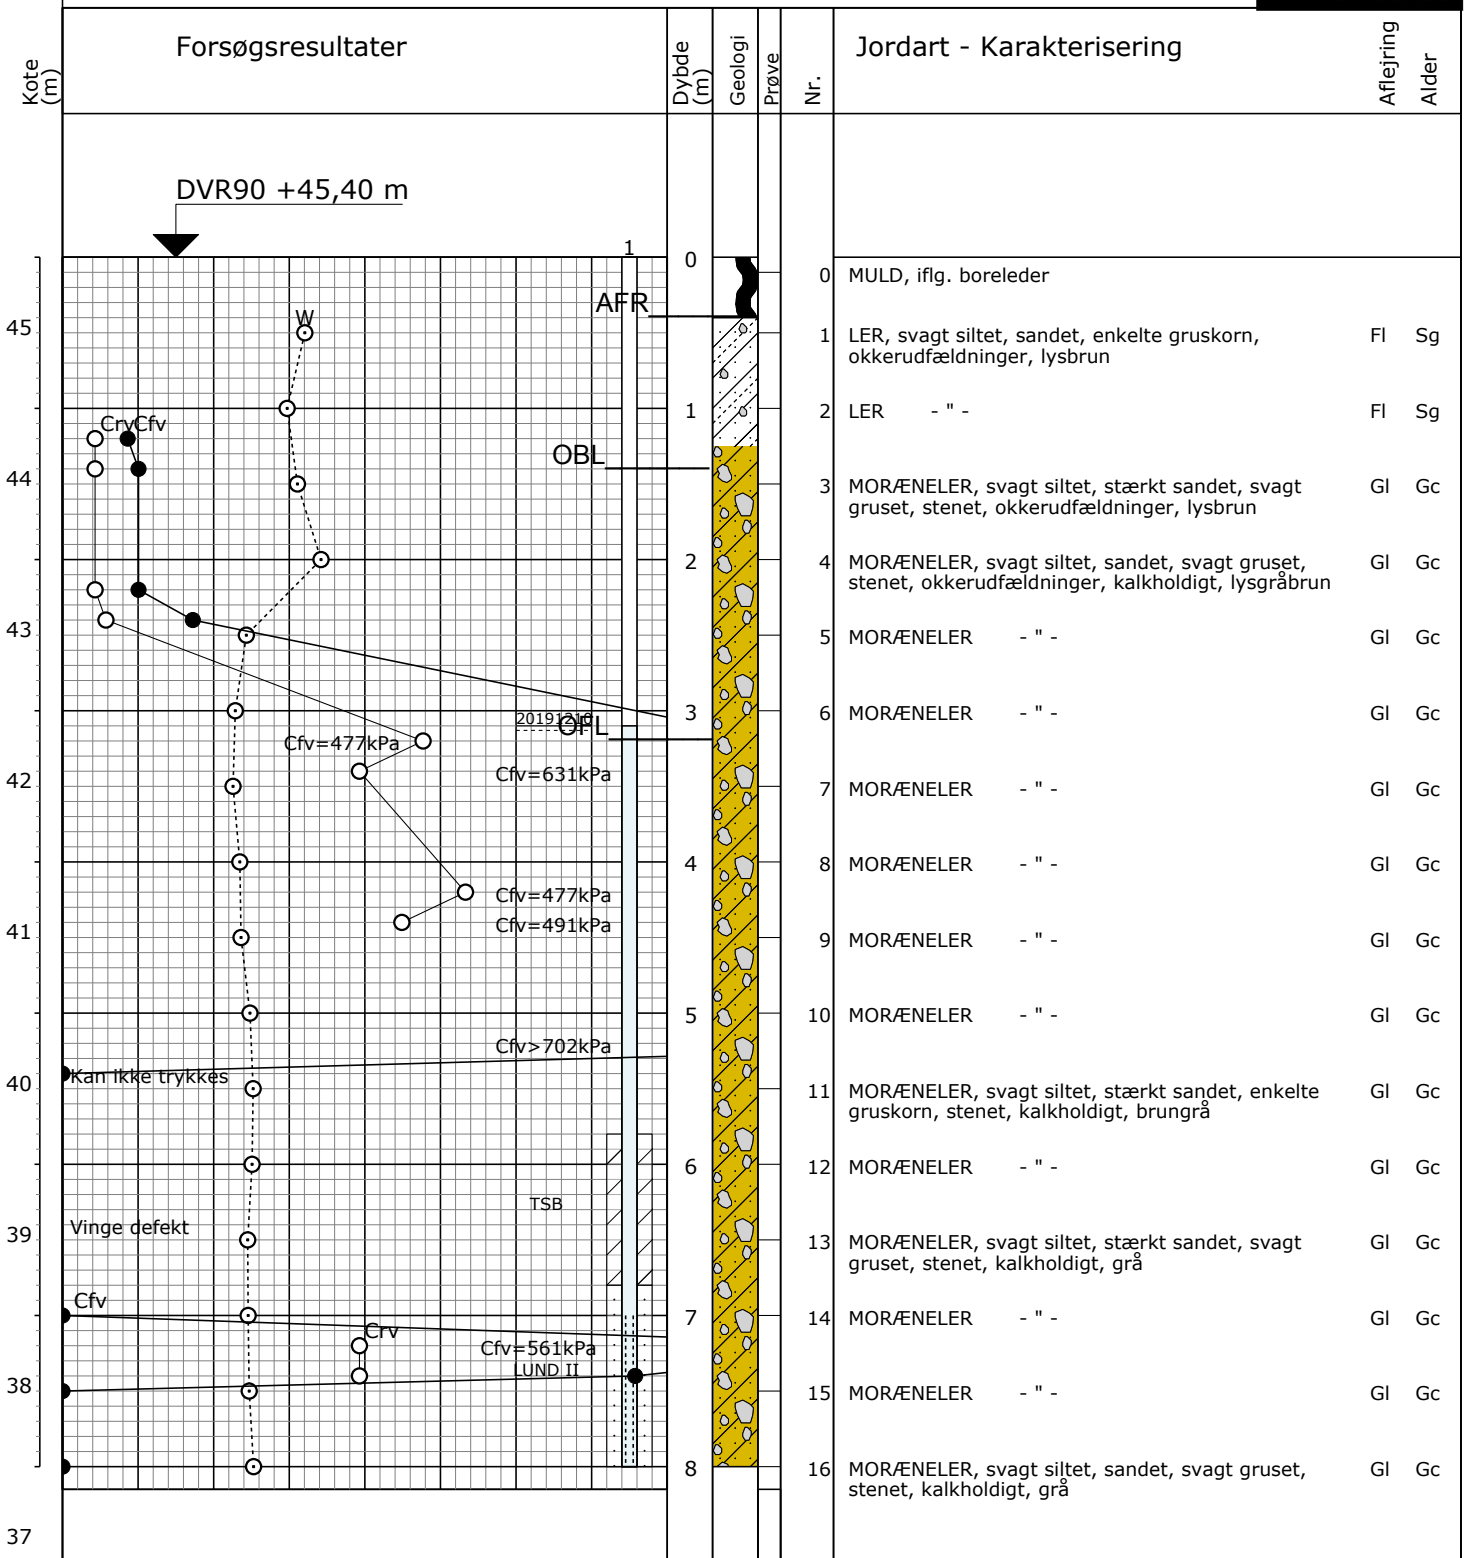 Kote (m)
Forsøgsresultater
Dybde (m)
Geologi
Prøve
Nr.
Jordart - Karakterisering
Aflejring
Alder
DVR90 +45,40 m
1
0
0 MULD, iflg. boreleder
AFR
W
45
1 LER, svagt siltet, sandet, enkelte gruskorn, Fl Sg
okkerudfældninger, lysbrun
1
2 LER - " - Fl Sg
Crv Cfv
OBL
44
3 MORÆNELER, svagt siltet, stærkt sandet, svagt Gl Gc
gruset, stenet, okkerudfældninger, lysbrun
2
4 MORÆNELER, svagt siltet, sandet, svagt gruset, Gl Gc
stenet, okkerudfældninger, kalkholdigt, lysgråbrun
43
5 MORÆNELER - " - Gl Gc
3
6 MORÆNELER - " - Gl Gc
20191210
OFL
Cfv=477kPa
Cfv=631kPa
42
7 MORÆNELER - " - Gl Gc
4
8 MORÆNELER - " - Gl Gc
Cfv=477kPa
Cfv=491kPa
41
9 MORÆNELER - " - Gl Gc
5
10 MORÆNELER - " - Gl Gc
Cfv>702kPa
Kan ikke trykkes
40
11 MORÆNELER, svagt siltet, stærkt sandet, enkelte Gl Gc
gruskorn, stenet, kalkholdigt, brungrå
6
12 MORÆNELER - " - Gl Gc
TSB
Vinge defekt
39
13 MORÆNELER, svagt siltet, stærkt sandet, svagt Gl Gc
gruset, stenet, kalkholdigt, grå
Cfv
7
14 MORÆNELER - " - Gl Gc
Crv
Cfv=561kPa
LUND II
38
15 MORÆNELER - " - Gl Gc
8
16 MORÆNELER, svagt siltet, sandet, svagt gruset, Gl Gc
stenet, kalkholdigt, grå
37